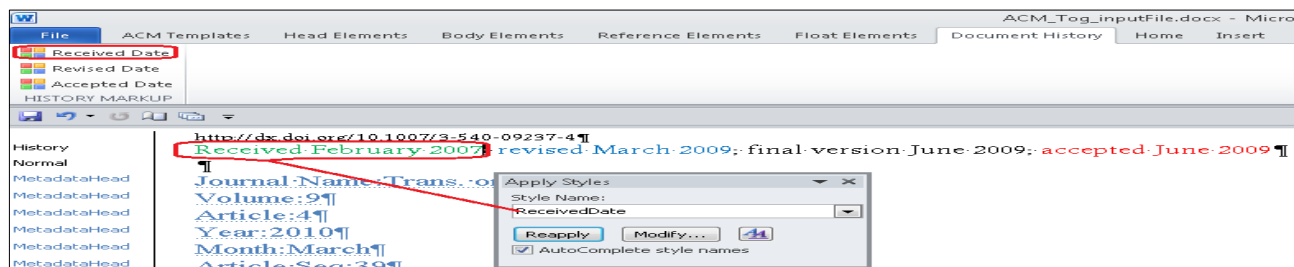 ACM_Tog_inputFile.docx - Micro
File ACM Templates Head Elements Body Elements Reference Elements Float Elements Document History Home Insert
Received Date
Revised Date
Accepted Date
HISTORY MARKUP
http://dx.doi.org/10.1007/3-540-09237-4¶
History Received·February·2007; revised·March·2009; final·version·June·2009; accepted·June·2009¶
Normal ¶
MetadataHead Journal·Name:Trans.·o
MetadataHead Volume:9¶
MetadataHead Article:4¶
MetadataHead Year:2010¶
MetadataHead Month:March¶
MetadataHead Article·Seq:39¶
Apply Styles
Style Name:
ReceivedDate
Reapply Modify...
AutoComplete style names